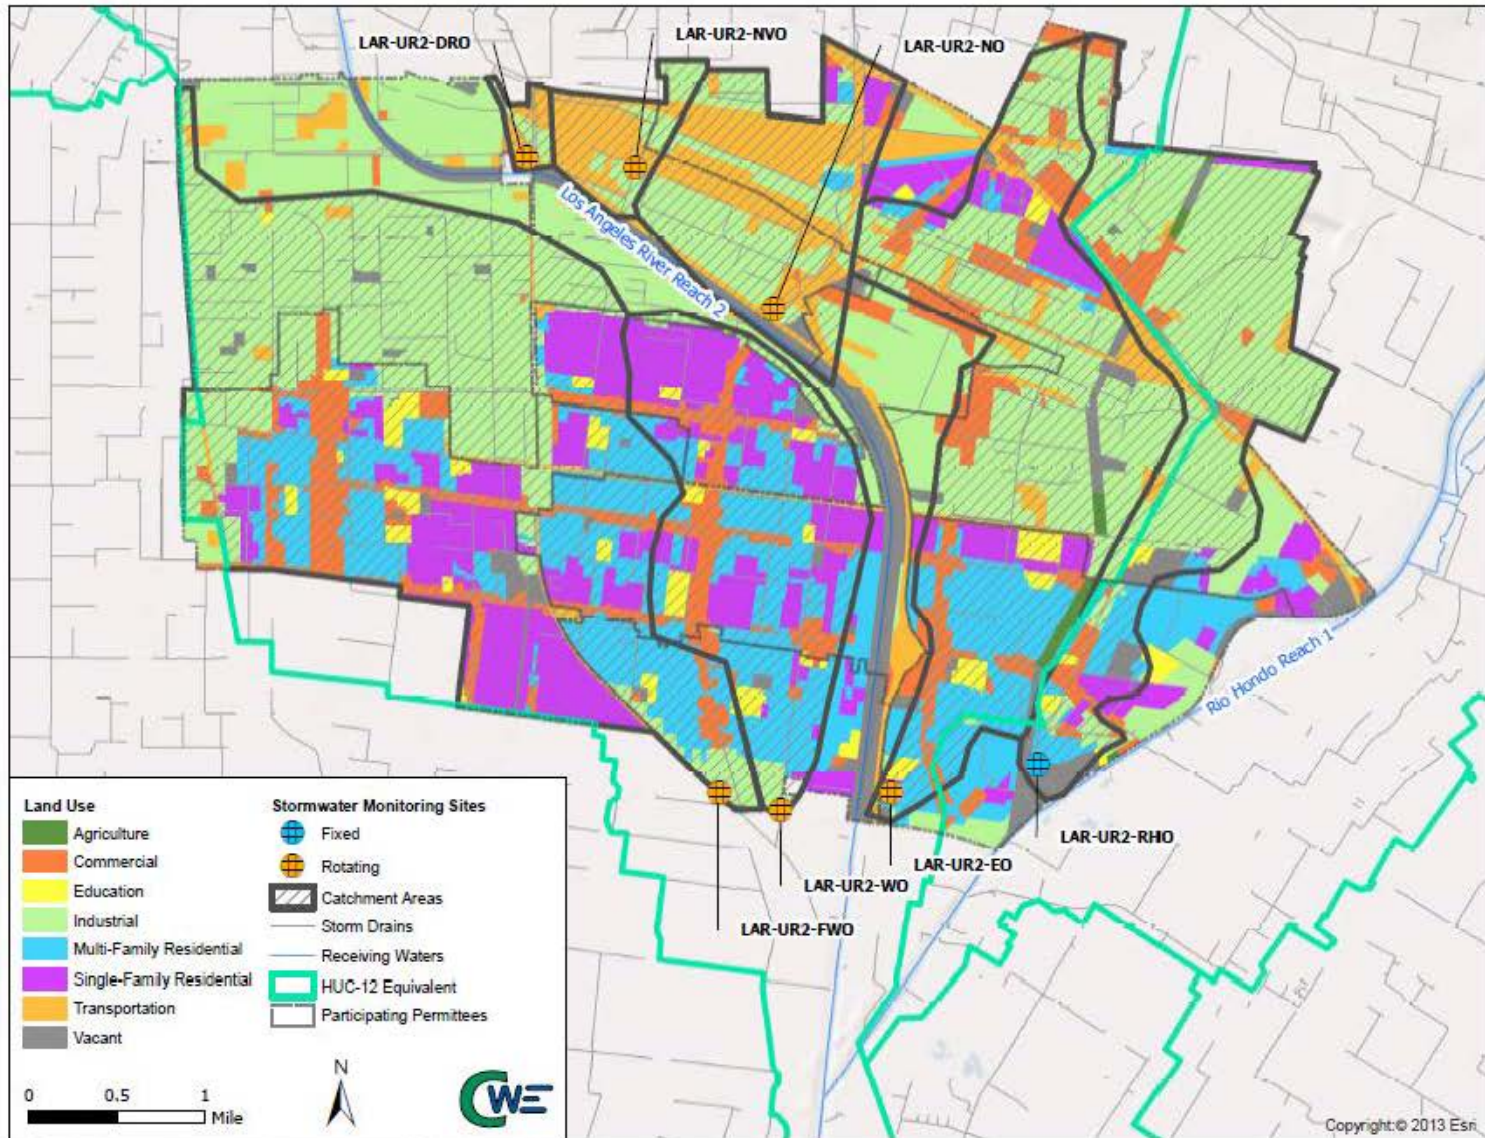 LAR-UR2-DRO
LAR-UR2-NVO
LAR-UR2-NO
Los Angeles River Reach 2
Rio Hondo Reach 1
LAR-UR2-RHO
LAR-UR2-EO
LAR-UR2-WO
LAR-UR2-FWO
Land Use
Agriculture
Commercial
Education
Industrial
Multi-Family Residential
Single-Family Residential
Transportation
Vacant
Stormwater Monitoring Sites
Fixed
Rotating
Catchment Areas
Storm Drains
Receiving Waters
HUC-12 Equivalent
Participating Permittees
0 0.5 1
Mile
N
CWE
Copyright:© 2013 Esri